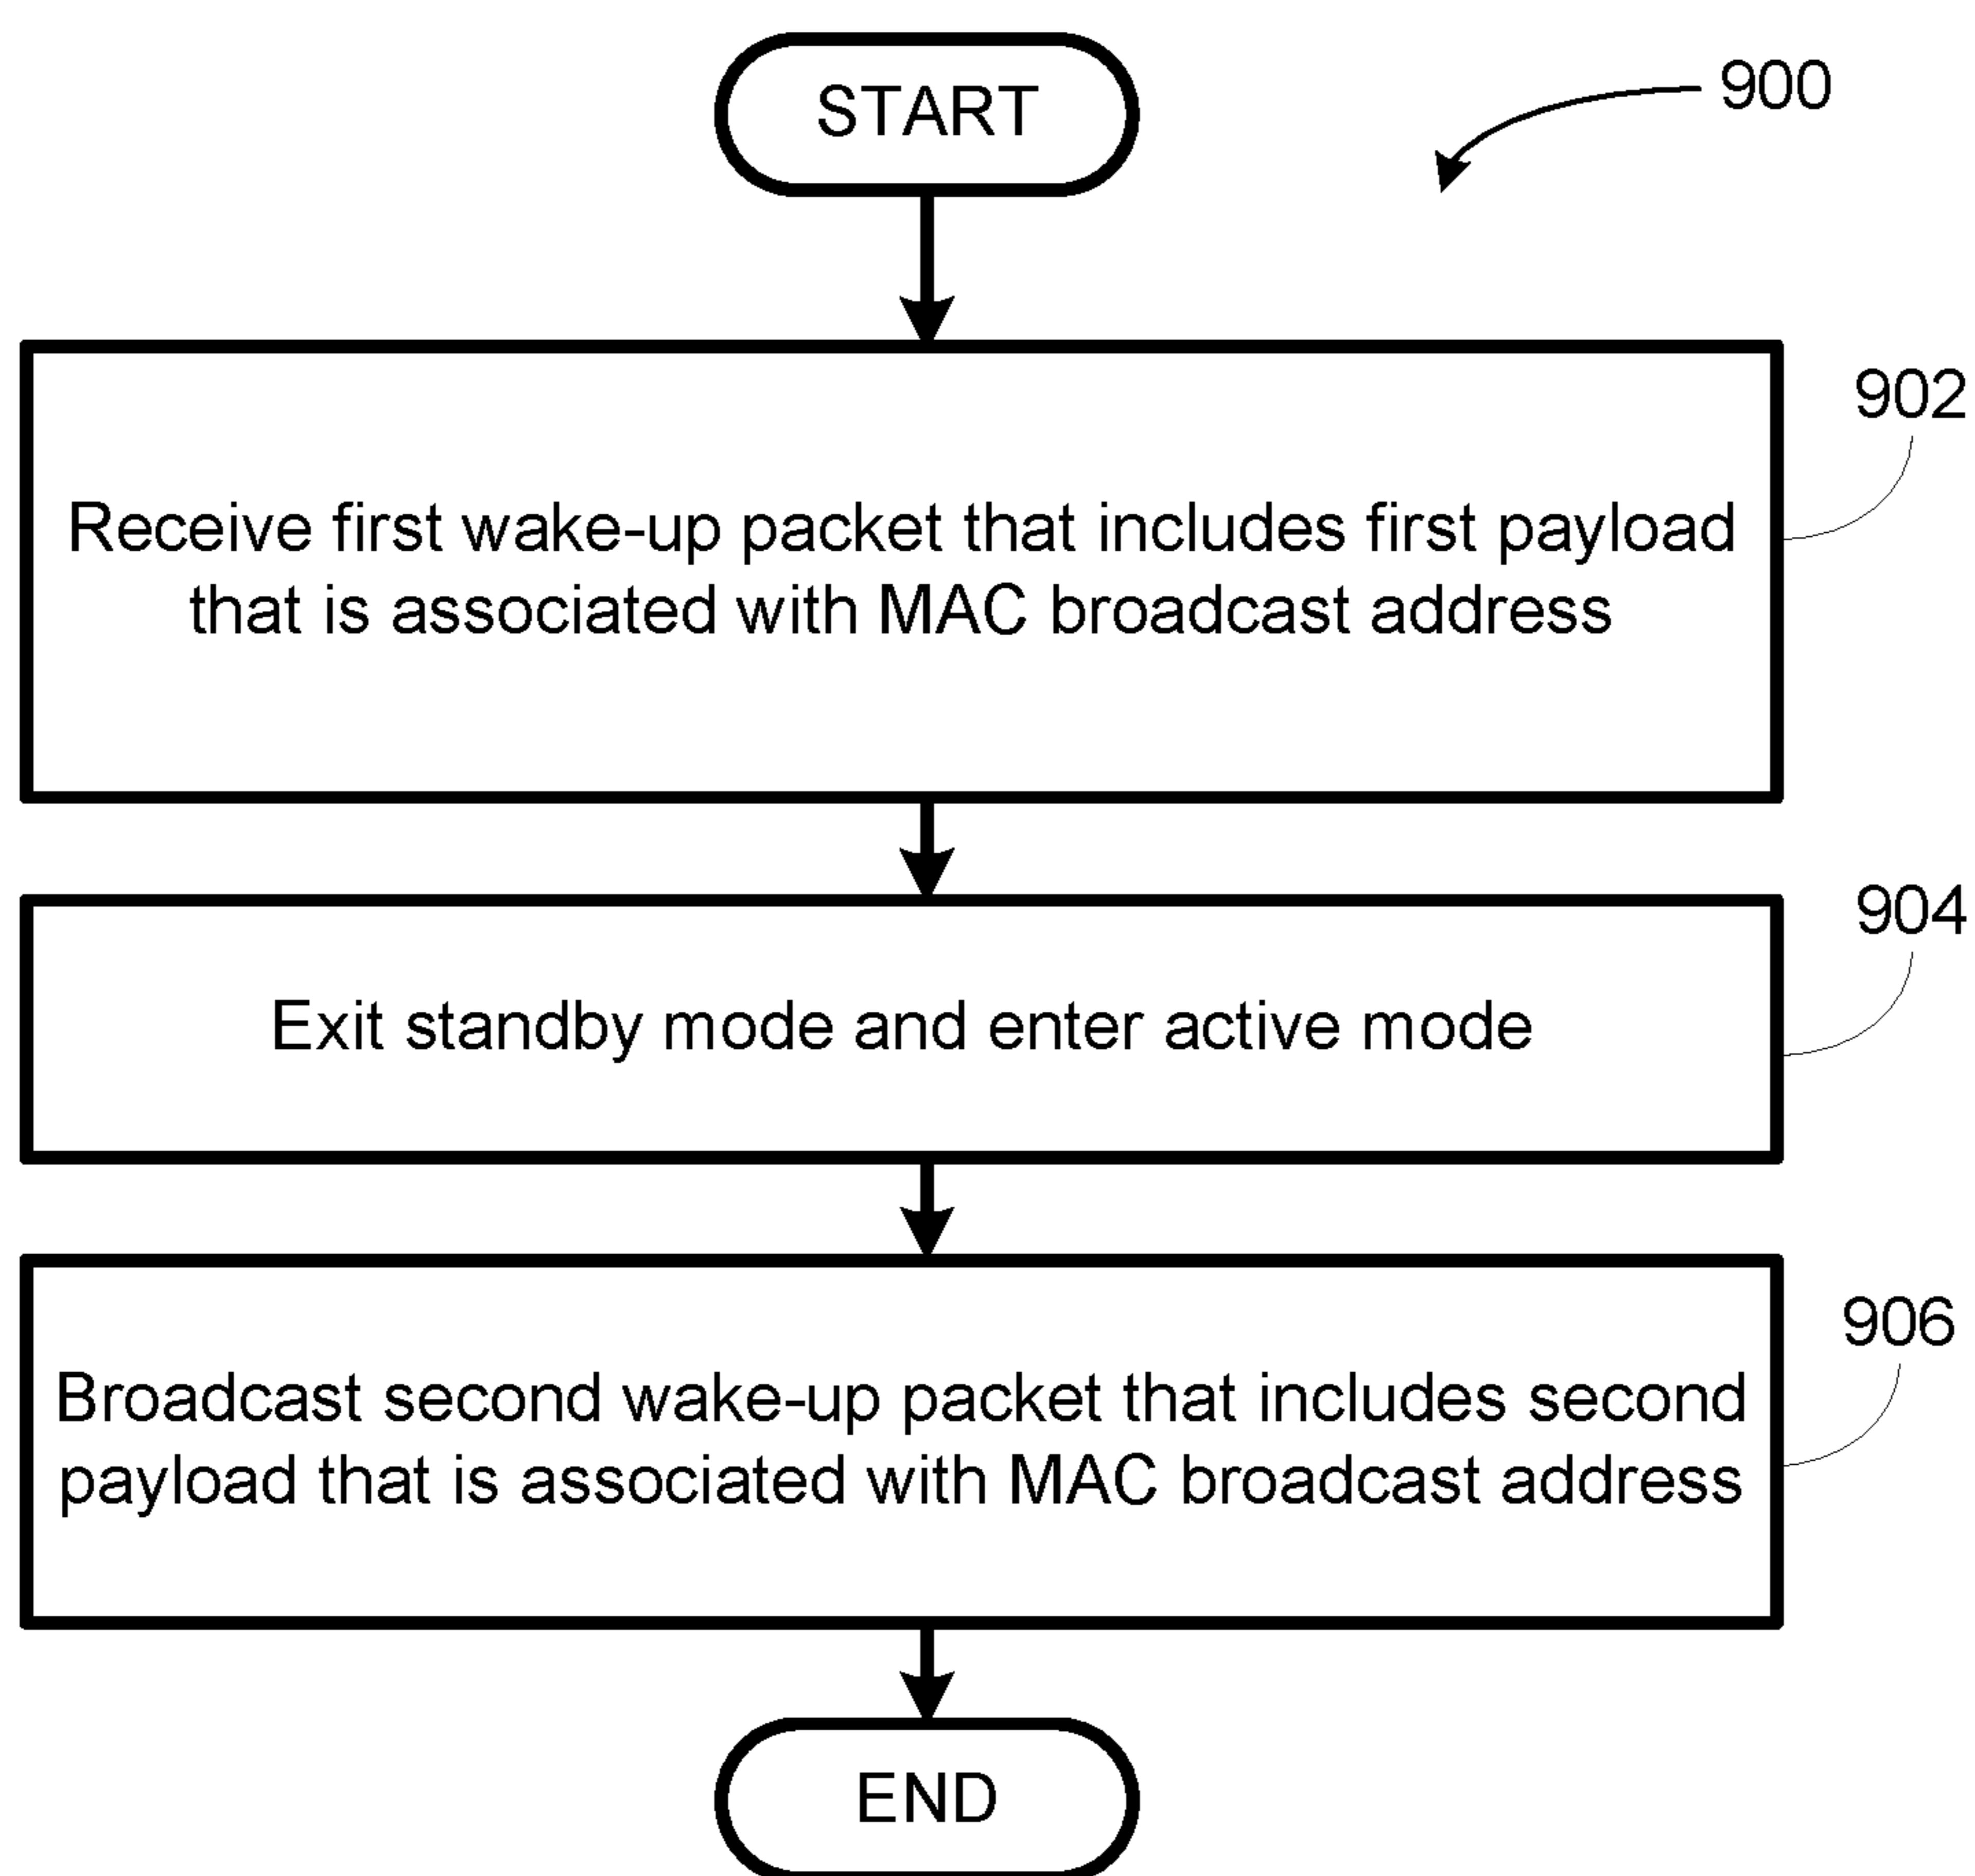 START
900
902
Receive first wake-up packet that includes first payload
that is associated with MAC broadcast address
904
Exit standby mode and enter active mode
906
Broadcast second wake-up packet that includes second
payload that is associated with MAC broadcast address
END